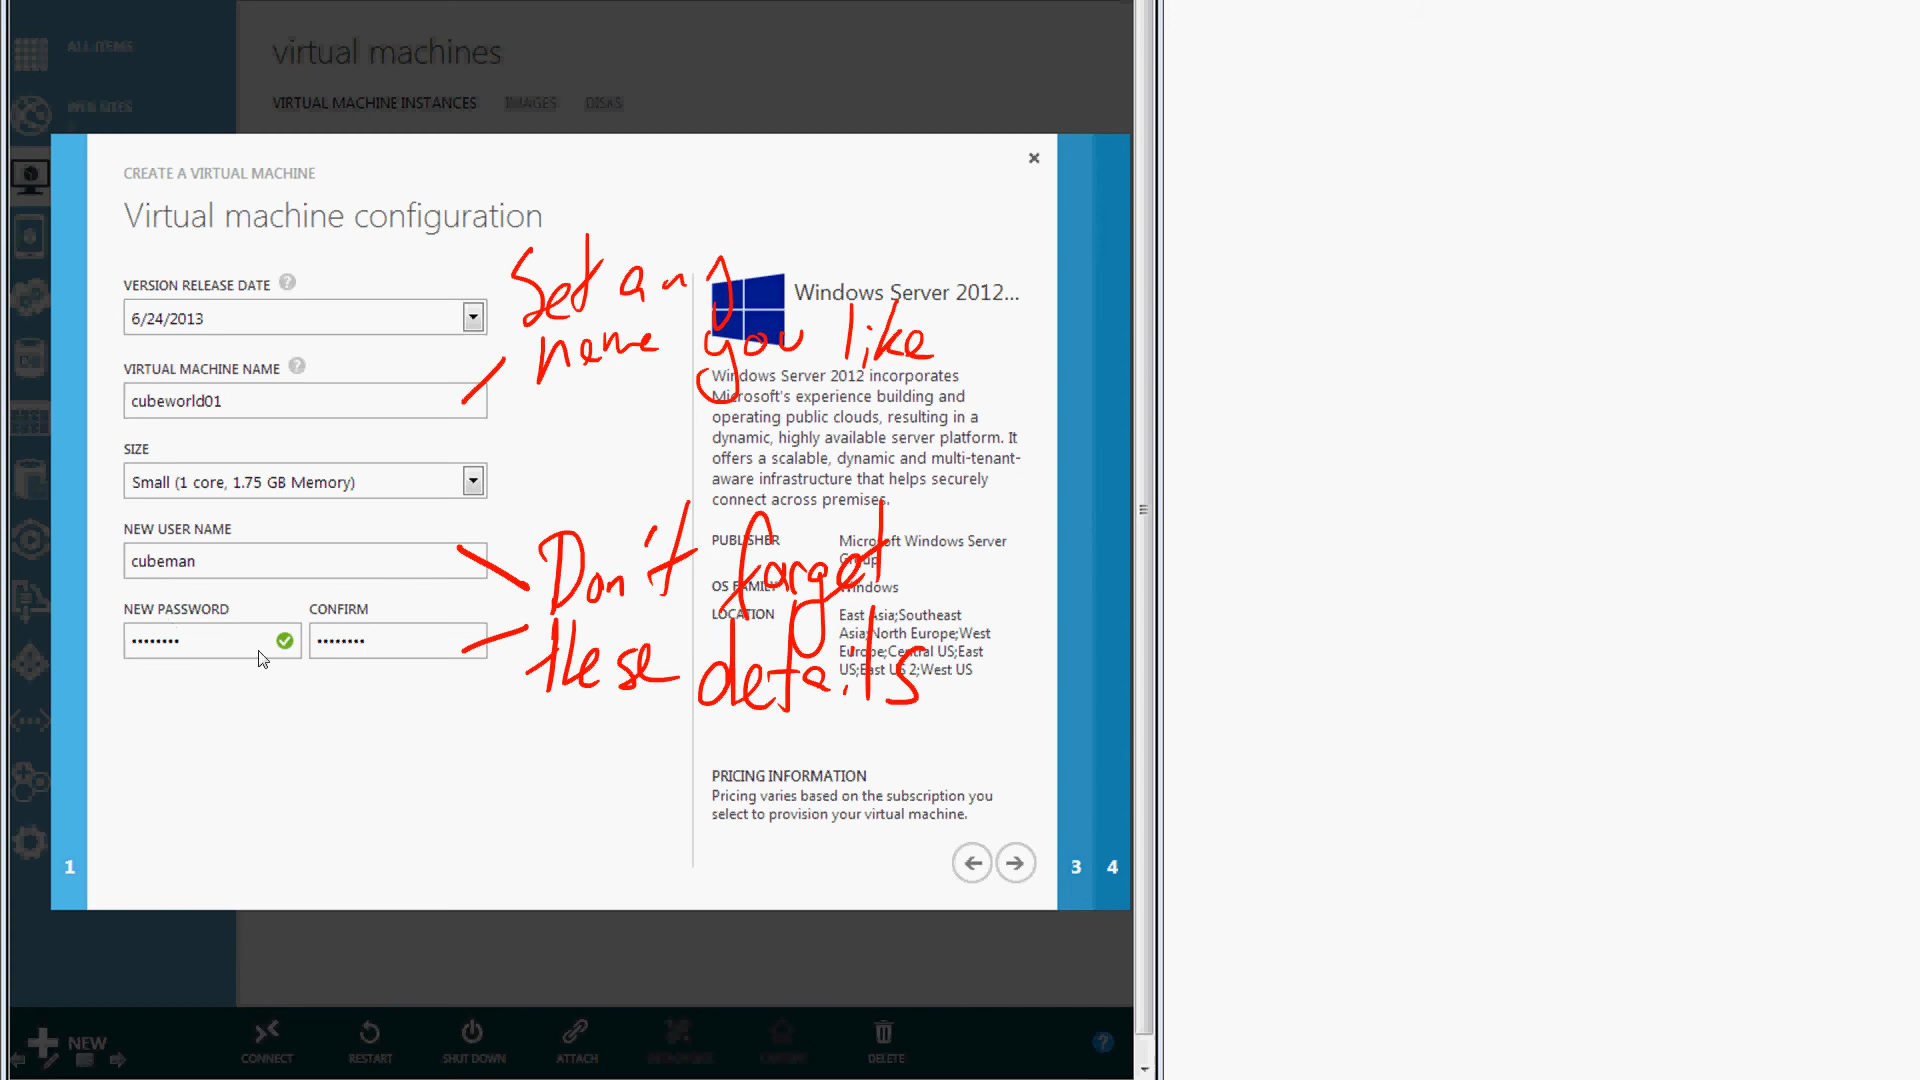 ALL ITEMS
WEB SITES
virtual machines
VIRTUAL MACHINE INSTANCES IMAGES DISKS
CREATE A VIRTUAL MACHINE
Virtual machine configuration
VERSION RELEASE DATE
6/24/2013
VIRTUAL MACHINE NAME
cubeworld01
SIZE
Small (1 core, 1.75 GB Memory)
NEW USER NAME
cubeman
NEW PASSWORD CONFIRM
•••••••• ••••••••
Set any
name you like
Don't forget
these details
Windows Server 2012...
Windows Server 2012 incorporates
Microsoft's experience building and
operating public clouds, resulting in a
dynamic, highly available server platform. It
offers a scalable, dynamic and multi-tenant-
aware infrastructure that helps securely
connect across premises.
PUBLISHER Microsoft Windows Server
Group
OS FAMILY Windows
LOCATION East Asia;Southeast
Asia;North Europe;West
Europe;Central US;East
US;East US 2;West US
PRICING INFORMATION
Pricing varies based on the subscription you
select to provision your virtual machine.
1 3 4
NEW CONNECT RESTART SHUT DOWN ATTACH DELETE